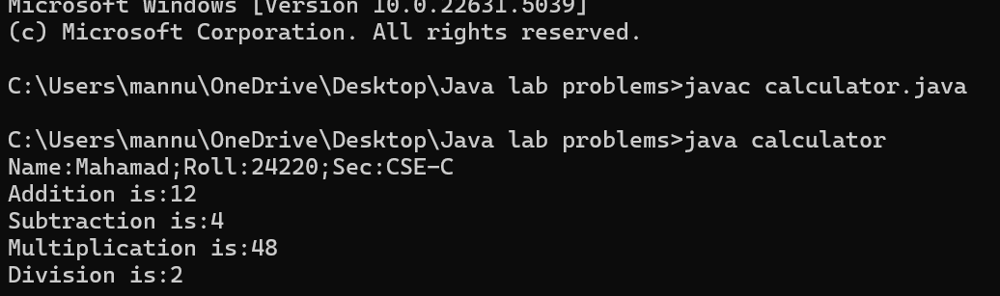 Microsoft Windows [Version 10.0.22631.5039]
(c) Microsoft Corporation. All rights reserved.
C:\Users\mannu\OneDrive\Desktop\Java lab problems>javac calculator.java
C:\Users\mannu\OneDrive\Desktop\Java lab problems>java calculator
Name:Mahamad;Roll:24220;Sec:CSE-C
Addition is:12
Subtraction is:4
Multiplication is:48
Division is:2